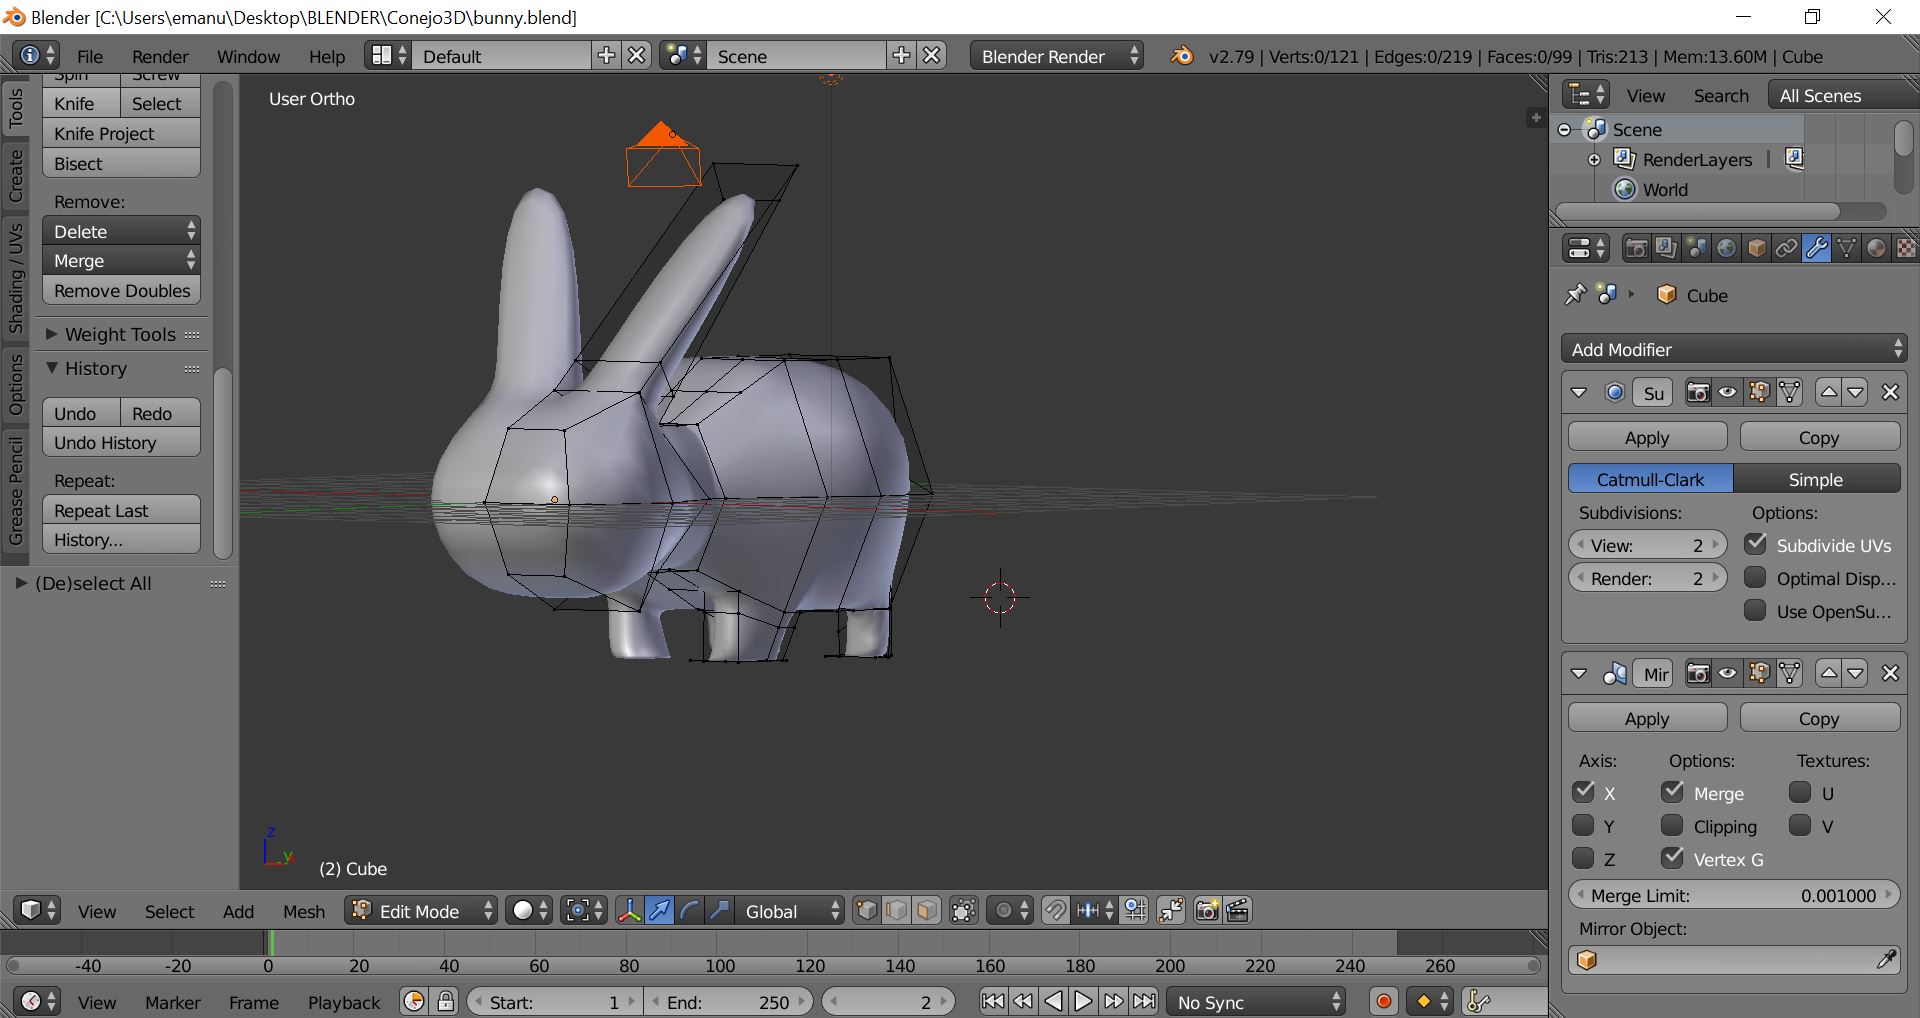 Blender [C:\Users\emanu\Desktop\BLENDER\Conejo3D\bunny.blend]
File Render Window Help Default Scene Blender Render v2.79 | Verts:0/121 | Edges:0/219 | Faces:0/99 | Tris:213 | Mem:13.60M | Cube
Tools
Create
Shading / UVs
Options
Grease Pencil
Spin Screw
Knife Select
Knife Project
Bisect
Remove:
Delete
Merge
Remove Doubles
Weight Tools
History
Undo Redo
Undo History
Repeat:
Repeat Last
History...
(De)select All
User Ortho
z
y
(2) Cube
View Search All Scenes
Scene
RenderLayers
World
Cube
Add Modifier
Su
Apply Copy
Catmull-Clark Simple
Subdivisions: Options:
View: 2 Subdivide UVs
Render: 2 Optimal Disp...
Use OpenSu...
Mir
Apply Copy
Axis: Options: Textures:
X Merge U
Y Clipping V
Z Vertex G
Merge Limit: 0.001000
Mirror Object:
View Select Add Mesh Edit Mode Global
-40 -20 0 20 40 60 80 100 120 140 160 180 200 220 240 260
View Marker Frame Playback Start: 1 End: 250 2 No Sync